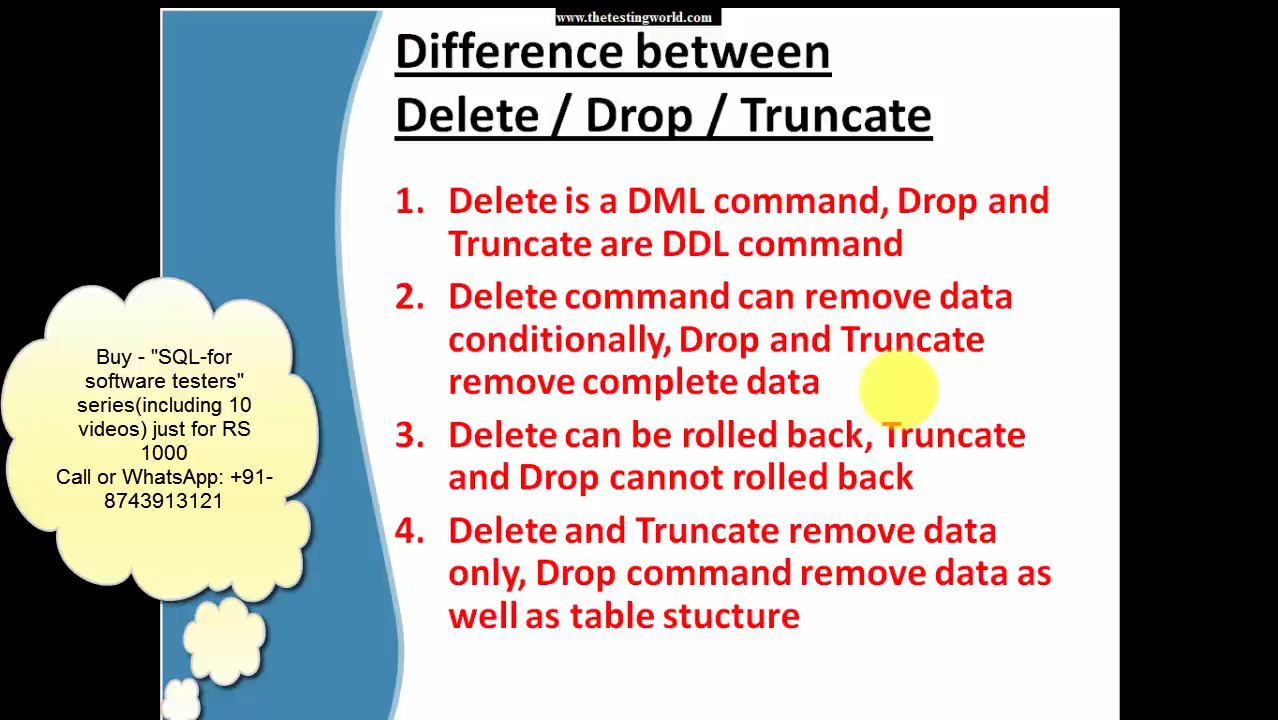 www.thetestingworld.com
Difference between
Delete / Drop / Truncate
1. Delete is a DML command, Drop and
Truncate are DDL command
2. Delete command can remove data
conditionally, Drop and Truncate
remove complete data
3. Delete can be rolled back, Truncate
and Drop cannot rolled back
4. Delete and Truncate remove data
only, Drop command remove data as
well as table stucture
Buy - "SQL-for
software testers"
series(including 10
videos) just for RS
1000
Call or WhatsApp: +91-
8743913121